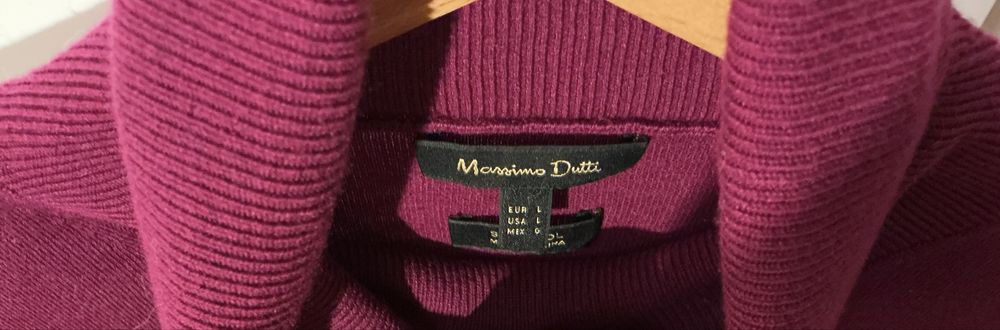 Massimo Dutti
EUR L
USA L
MEX G